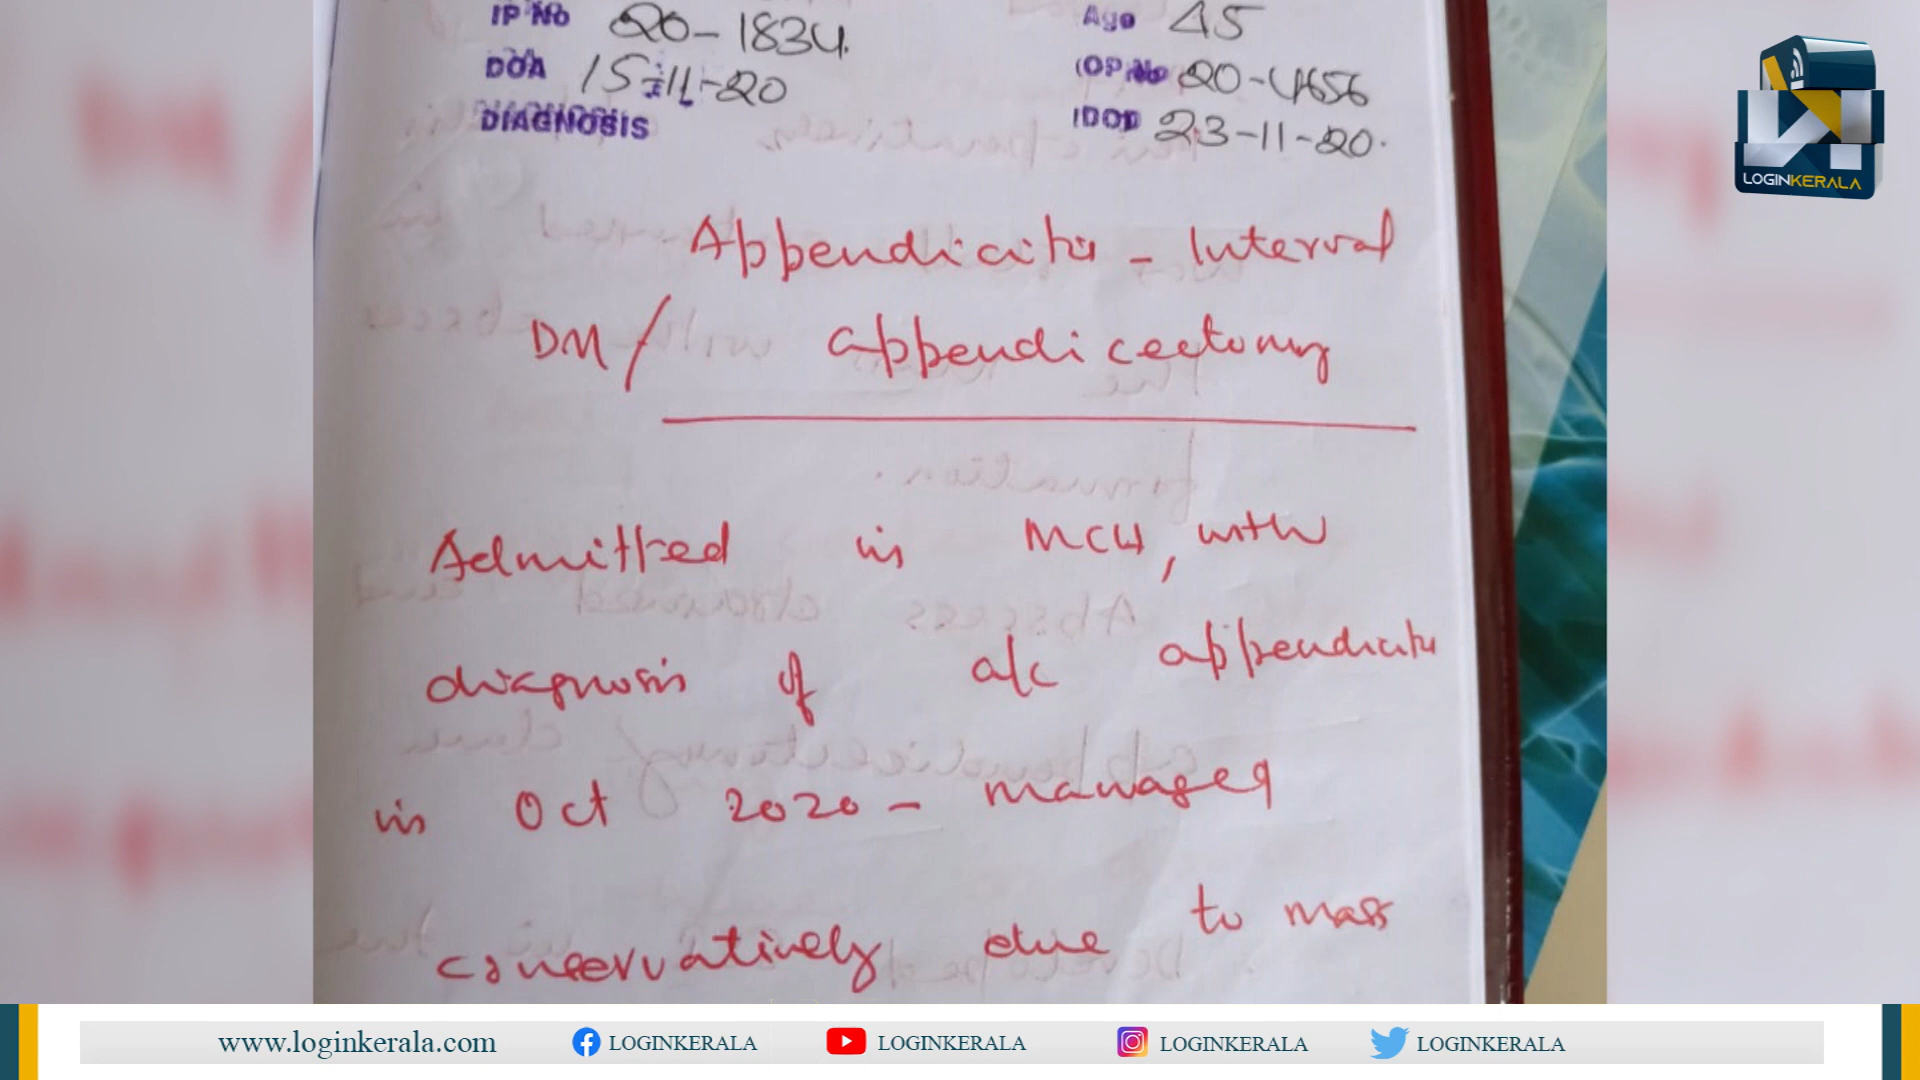 IP No 20-1834. Age 45
DOA 15-11-20 OP No 20-4656
DIAGNOSIS DOD 23-11-20.
Appendicitis - Interval
DM/ appendicectomy
Admitted in MCH, with
diagnosis of a/c appendicitis
in Oct 2020 - managed
conservatively due to mass
LOGINKERALA
www.loginkerala.com LOGINKERALA LOGINKERALA LOGINKERALA LOGINKERALA